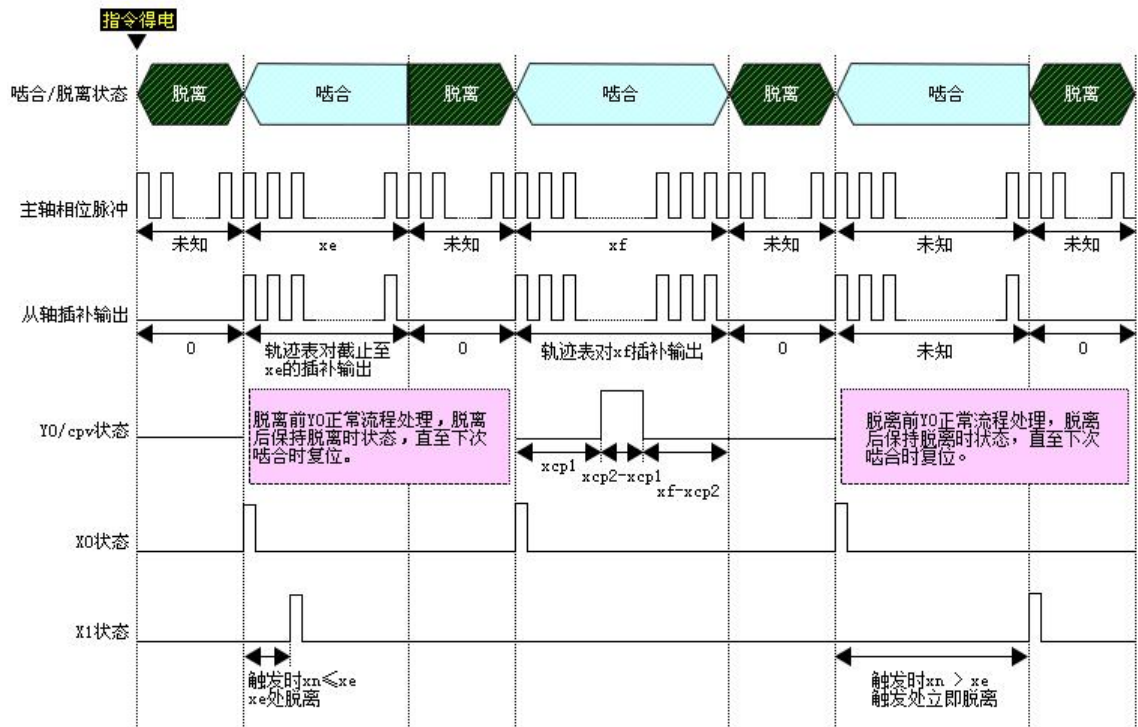 指令得电
啮合/脱离状态
脱离
啮合
脱离
啮合
脱离
啮合
脱离
主轴相位脉冲
未知
xe
未知
xf
未知
未知
未知
从轴插补输出
0
轨迹表对截止至
xe的插补输出
0
轨迹表对xf插补输出
0
未知
0
Y0/cpv状态
脱离前Y0正常流程处理，脱离
后保持脱离时状态，直至下次
啮合时复位。
xcp1
xcp2-xcp1
xf-xcp2
脱离前Y0正常流程处理，脱离
后保持脱离时状态，直至下次
啮合时复位。
X0状态
X1状态
触发时xn≤xe
xe处脱离
触发时xn > xe
触发处立即脱离